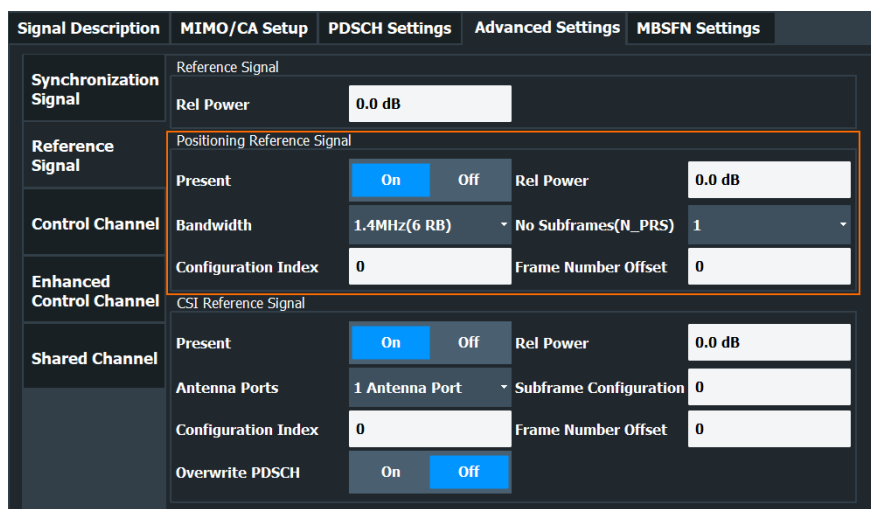 Signal Description MIMO/CA Setup PDSCH Settings Advanced Settings MBSFN Settings
Synchronization
Signal
Reference
Signal
Control Channel
Enhanced
Control Channel
Shared Channel
Reference Signal
Rel Power 0.0 dB
Positioning Reference Signal
Present On Off Rel Power 0.0 dB
Bandwidth 1.4MHz(6 RB) No Subframes(N_PRS) 1
Configuration Index 0 Frame Number Offset 0
CSI Reference Signal
Present On Off Rel Power 0.0 dB
Antenna Ports 1 Antenna Port Subframe Configuration 0
Configuration Index 0 Frame Number Offset 0
Overwrite PDSCH On Off